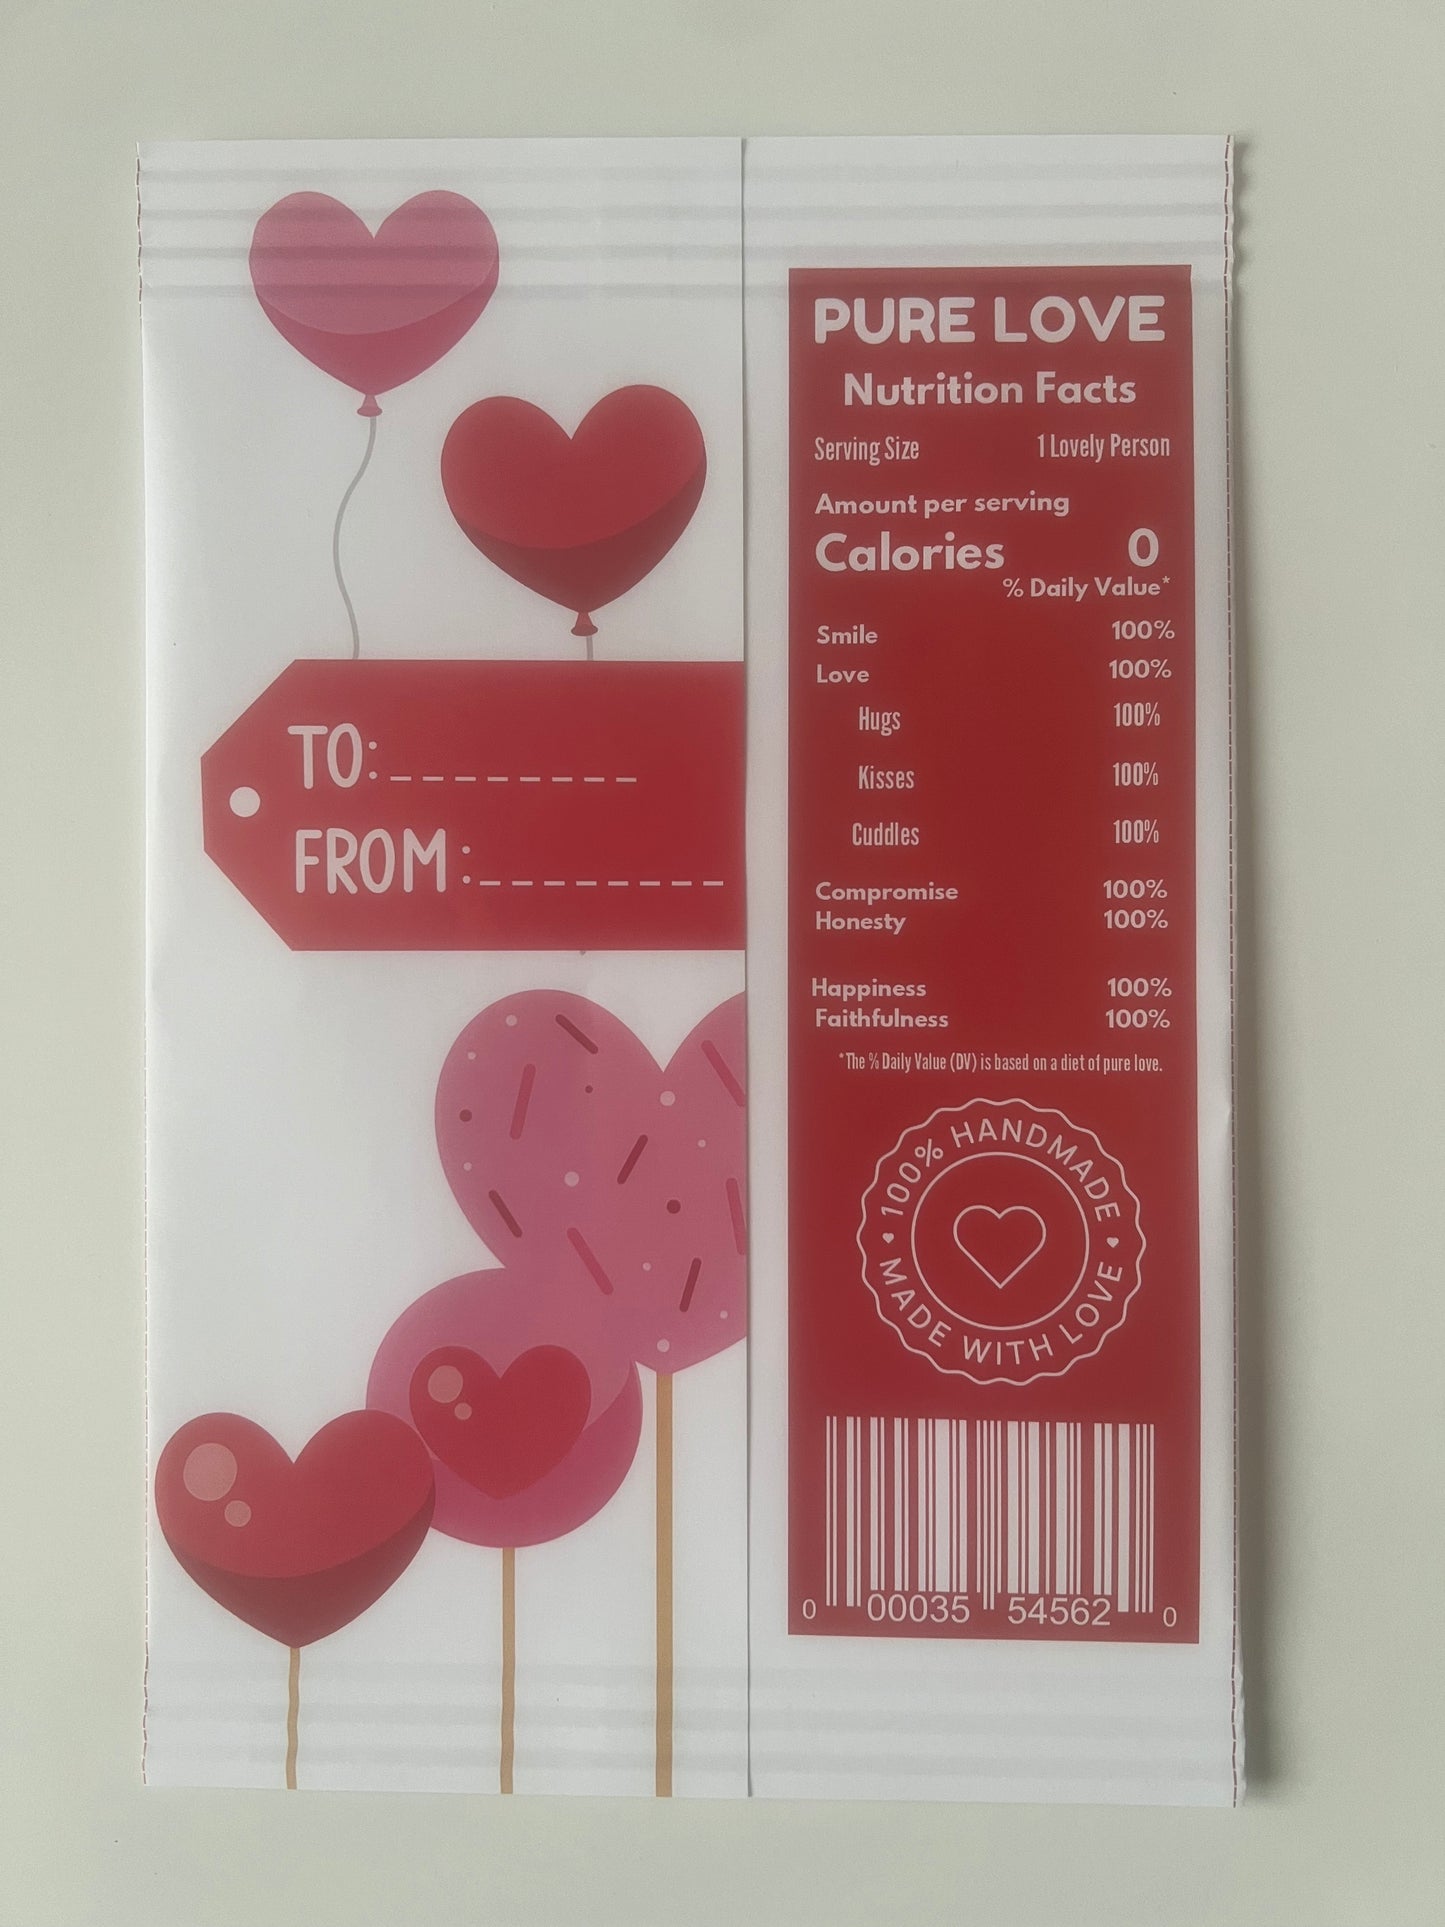 TO: _ _ _ _ _ _ _ _
FROM: _ _ _ _ _ _ _ _
PURE LOVE
Nutrition Facts
Serving Size 1 Lovely Person
Amount per serving
Calories 0
% Daily Value*
Smile 100%
Love 100%
Hugs 100%
Kisses 100%
Cuddles 100%
Compromise 100%
Honesty 100%
Happiness 100%
Faithfulness 100%
*The % Daily Value (DV) is based on a diet of pure love.
100% HANDMADE
MADE WITH LOVE
0 00035 54562 0